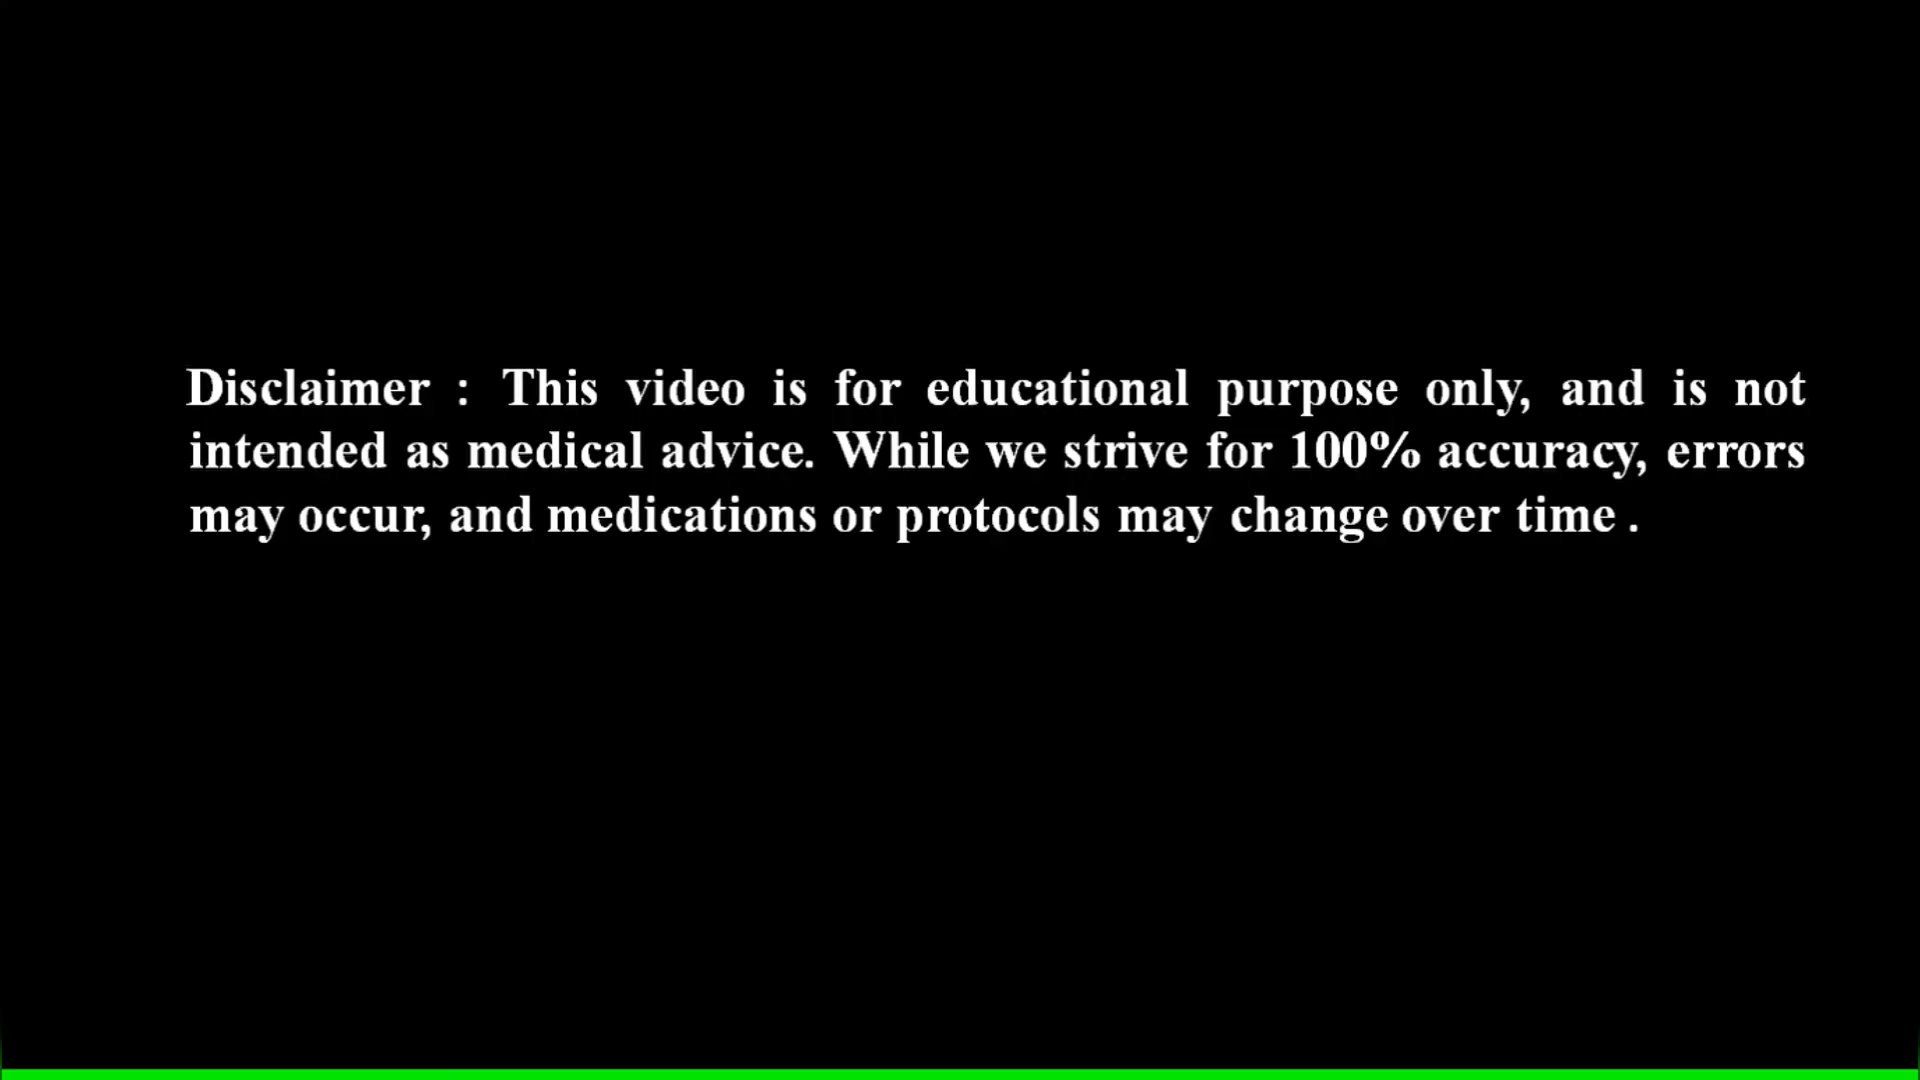 Disclaimer : This video is for educational purpose only, and is not
intended as medical advice. While we strive for 100% accuracy, errors
may occur, and medications or protocols may change over time .